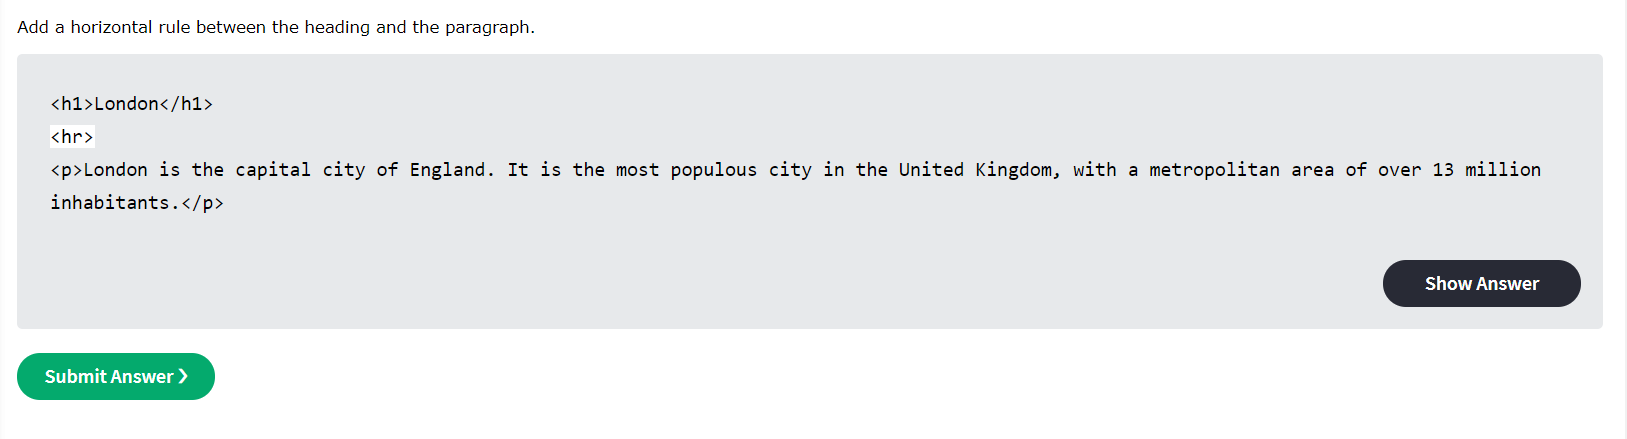 Add a horizontal rule between the heading and the paragraph.
<h1>London</h1>
<hr>
<p>London is the capital city of England. It is the most populous city in the United Kingdom, with a metropolitan area of over 13 million
inhabitants.</p>
Show Answer
Submit Answer ❯